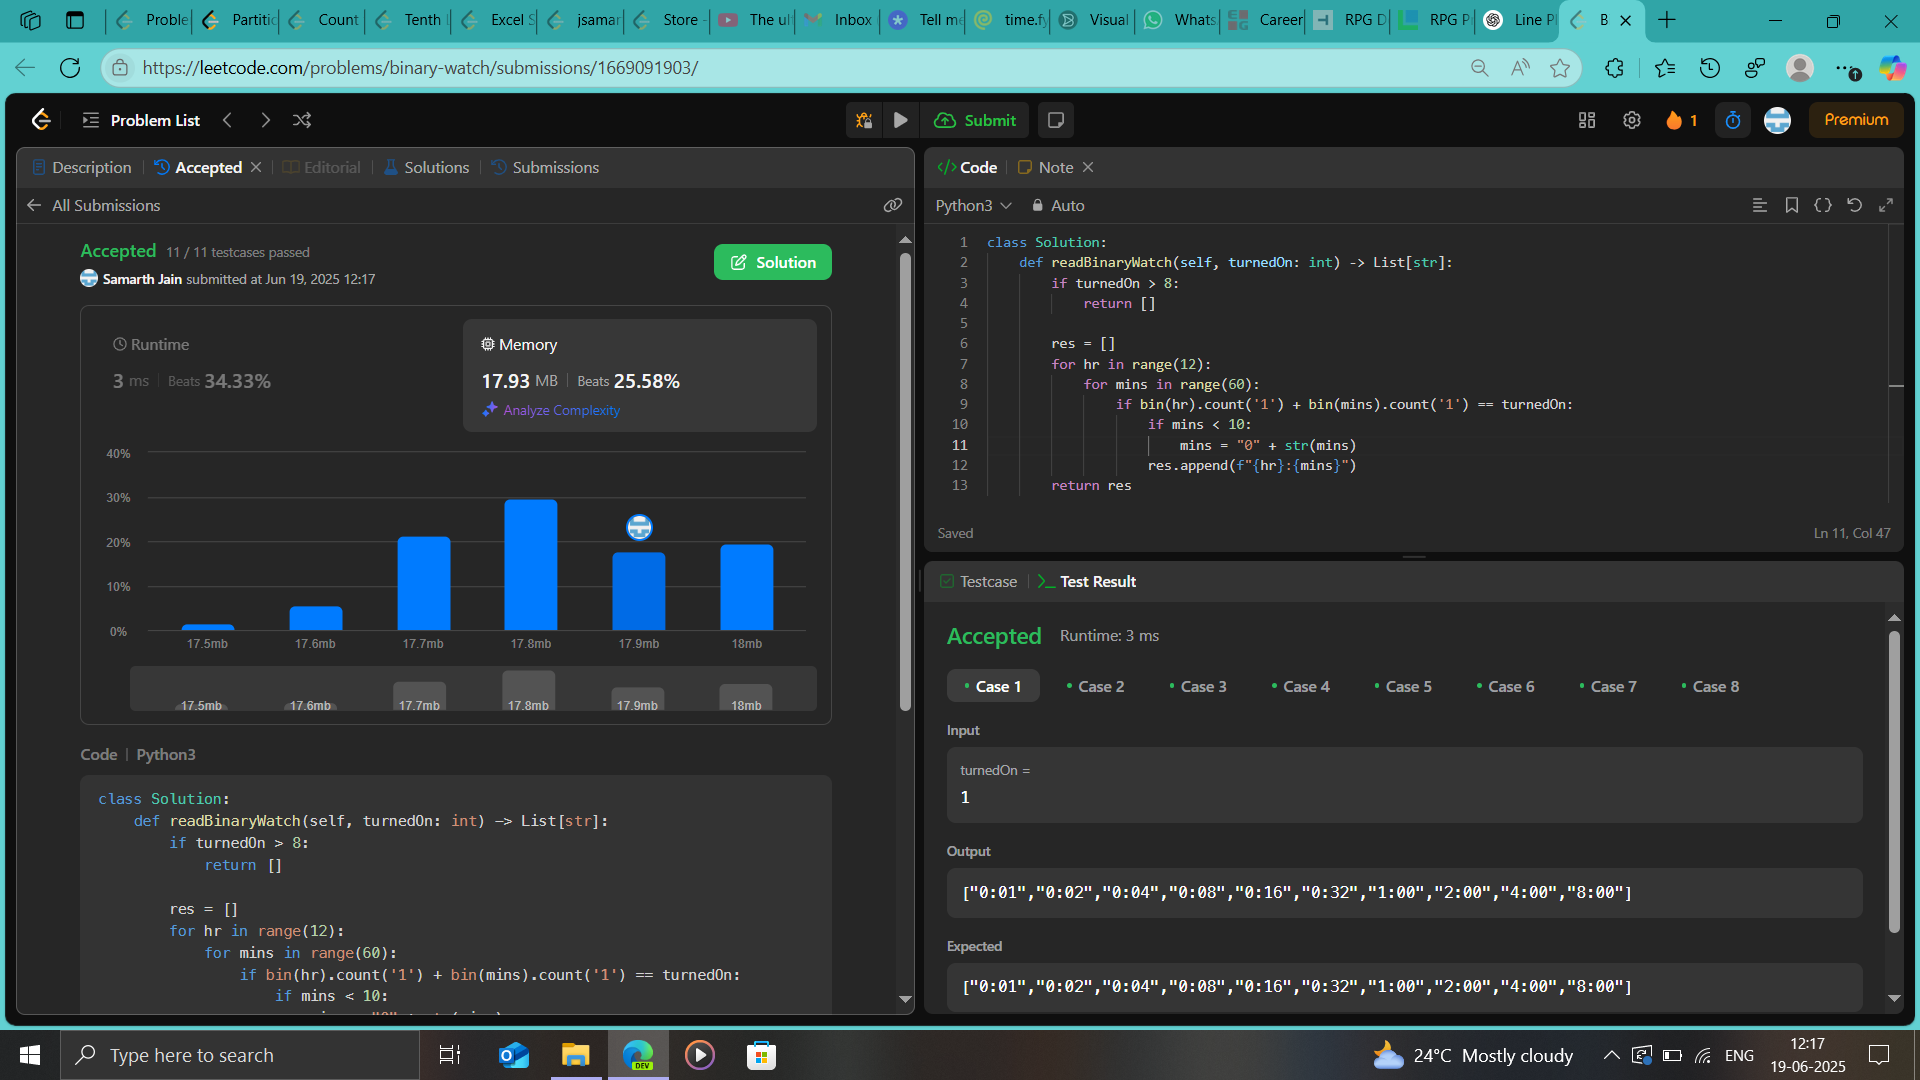 Proble
Partitic
Count
Tenth
Excel S
jsamar
Store -
The ul
Inbox
Tell me
time.fy
Visual
Whats
Career
RPG D
RPG P
Line Pl
B
https://leetcode.com/problems/binary-watch/submissions/1669091903/
Problem List
Submit
1
Premium
Description
Accepted
Editorial
Solutions
Submissions
All Submissions
Accepted 11 / 11 testcases passed
Samarth Jain submitted at Jun 19, 2025 12:17
Solution
Runtime
3 ms Beats 34.33%
Memory
17.93 MB Beats 25.58%
Analyze Complexity
40%
30%
20%
10%
0%
17.5mb 17.6mb 17.7mb 17.8mb 17.9mb 18mb
17.5mb 17.6mb 17.7mb 17.8mb 17.9mb 18mb
Code | Python3
class Solution:
def readBinaryWatch(self, turnedOn: int) -> List[str]:
if turnedOn > 8:
return []
res = []
for hr in range(12):
for mins in range(60):
if bin(hr).count('1') + bin(mins).count('1') == turnedOn:
if mins < 10:
</> Code
Note
Python3
Auto
1 class Solution:
2 def readBinaryWatch(self, turnedOn: int) -> List[str]:
3 if turnedOn > 8:
4 return []
5
6 res = []
7 for hr in range(12):
8 for mins in range(60):
9 if bin(hr).count('1') + bin(mins).count('1') == turnedOn:
10 if mins < 10:
11 mins = "0" + str(mins)
12 res.append(f"{hr}:{mins}")
13 return res
Saved
Ln 11, Col 47
Testcase
Test Result
Accepted Runtime: 3 ms
Case 1
Case 2
Case 3
Case 4
Case 5
Case 6
Case 7
Case 8
Input
turnedOn =
1
Output
["0:01","0:02","0:04","0:08","0:16","0:32","1:00","2:00","4:00","8:00"]
Expected
["0:01","0:02","0:04","0:08","0:16","0:32","1:00","2:00","4:00","8:00"]
Type here to search
DEV
24°C Mostly cloudy
ENG
12:17
19-06-2025